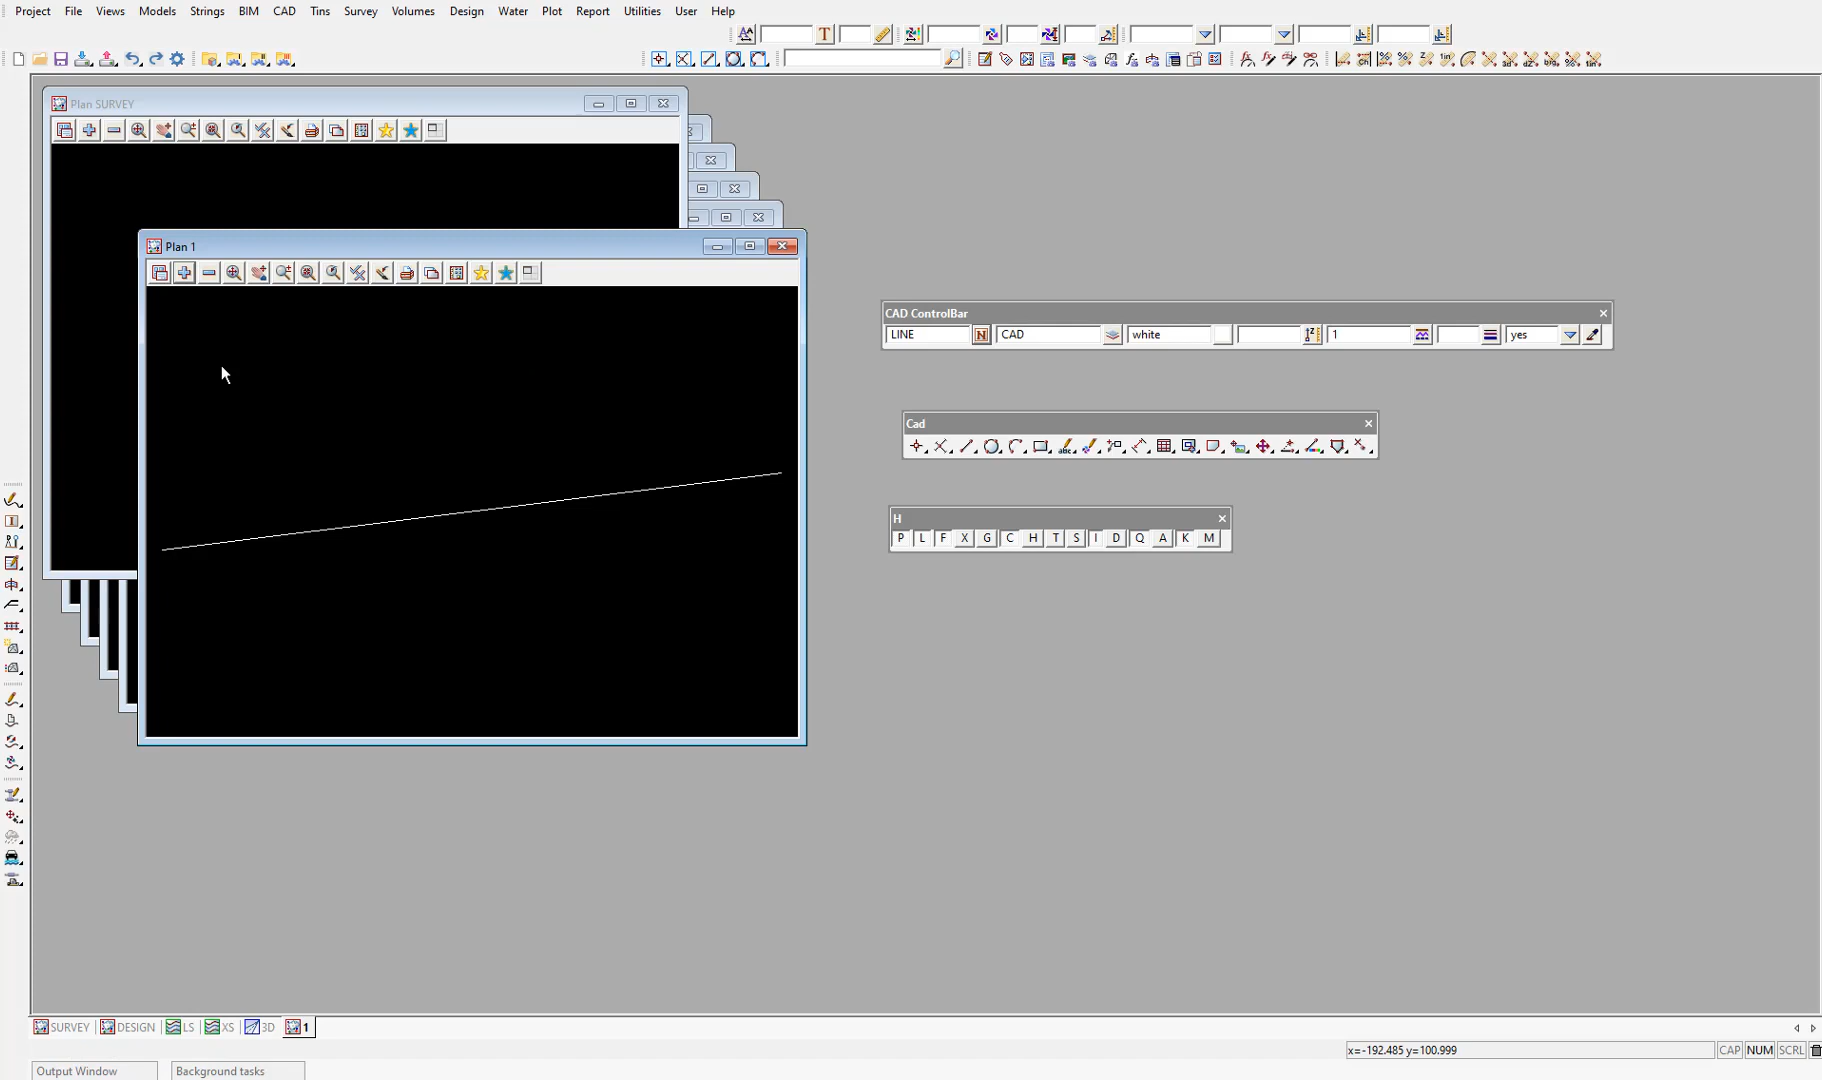 Project File Views Models Strings BIM CAD Tins Survey Volumes Design Water Plot Report Utilities User Help
Plan SURVEY
Plan 1
CAD ControlBar
LINE CAD white 1 yes
Cad
H
P L F X G C H T S I D Q A K M
SURVEY DESIGN LS XS 3D 1
x=-192.485 y=100.999 CAP NUM SCRL
Output Window Background tasks